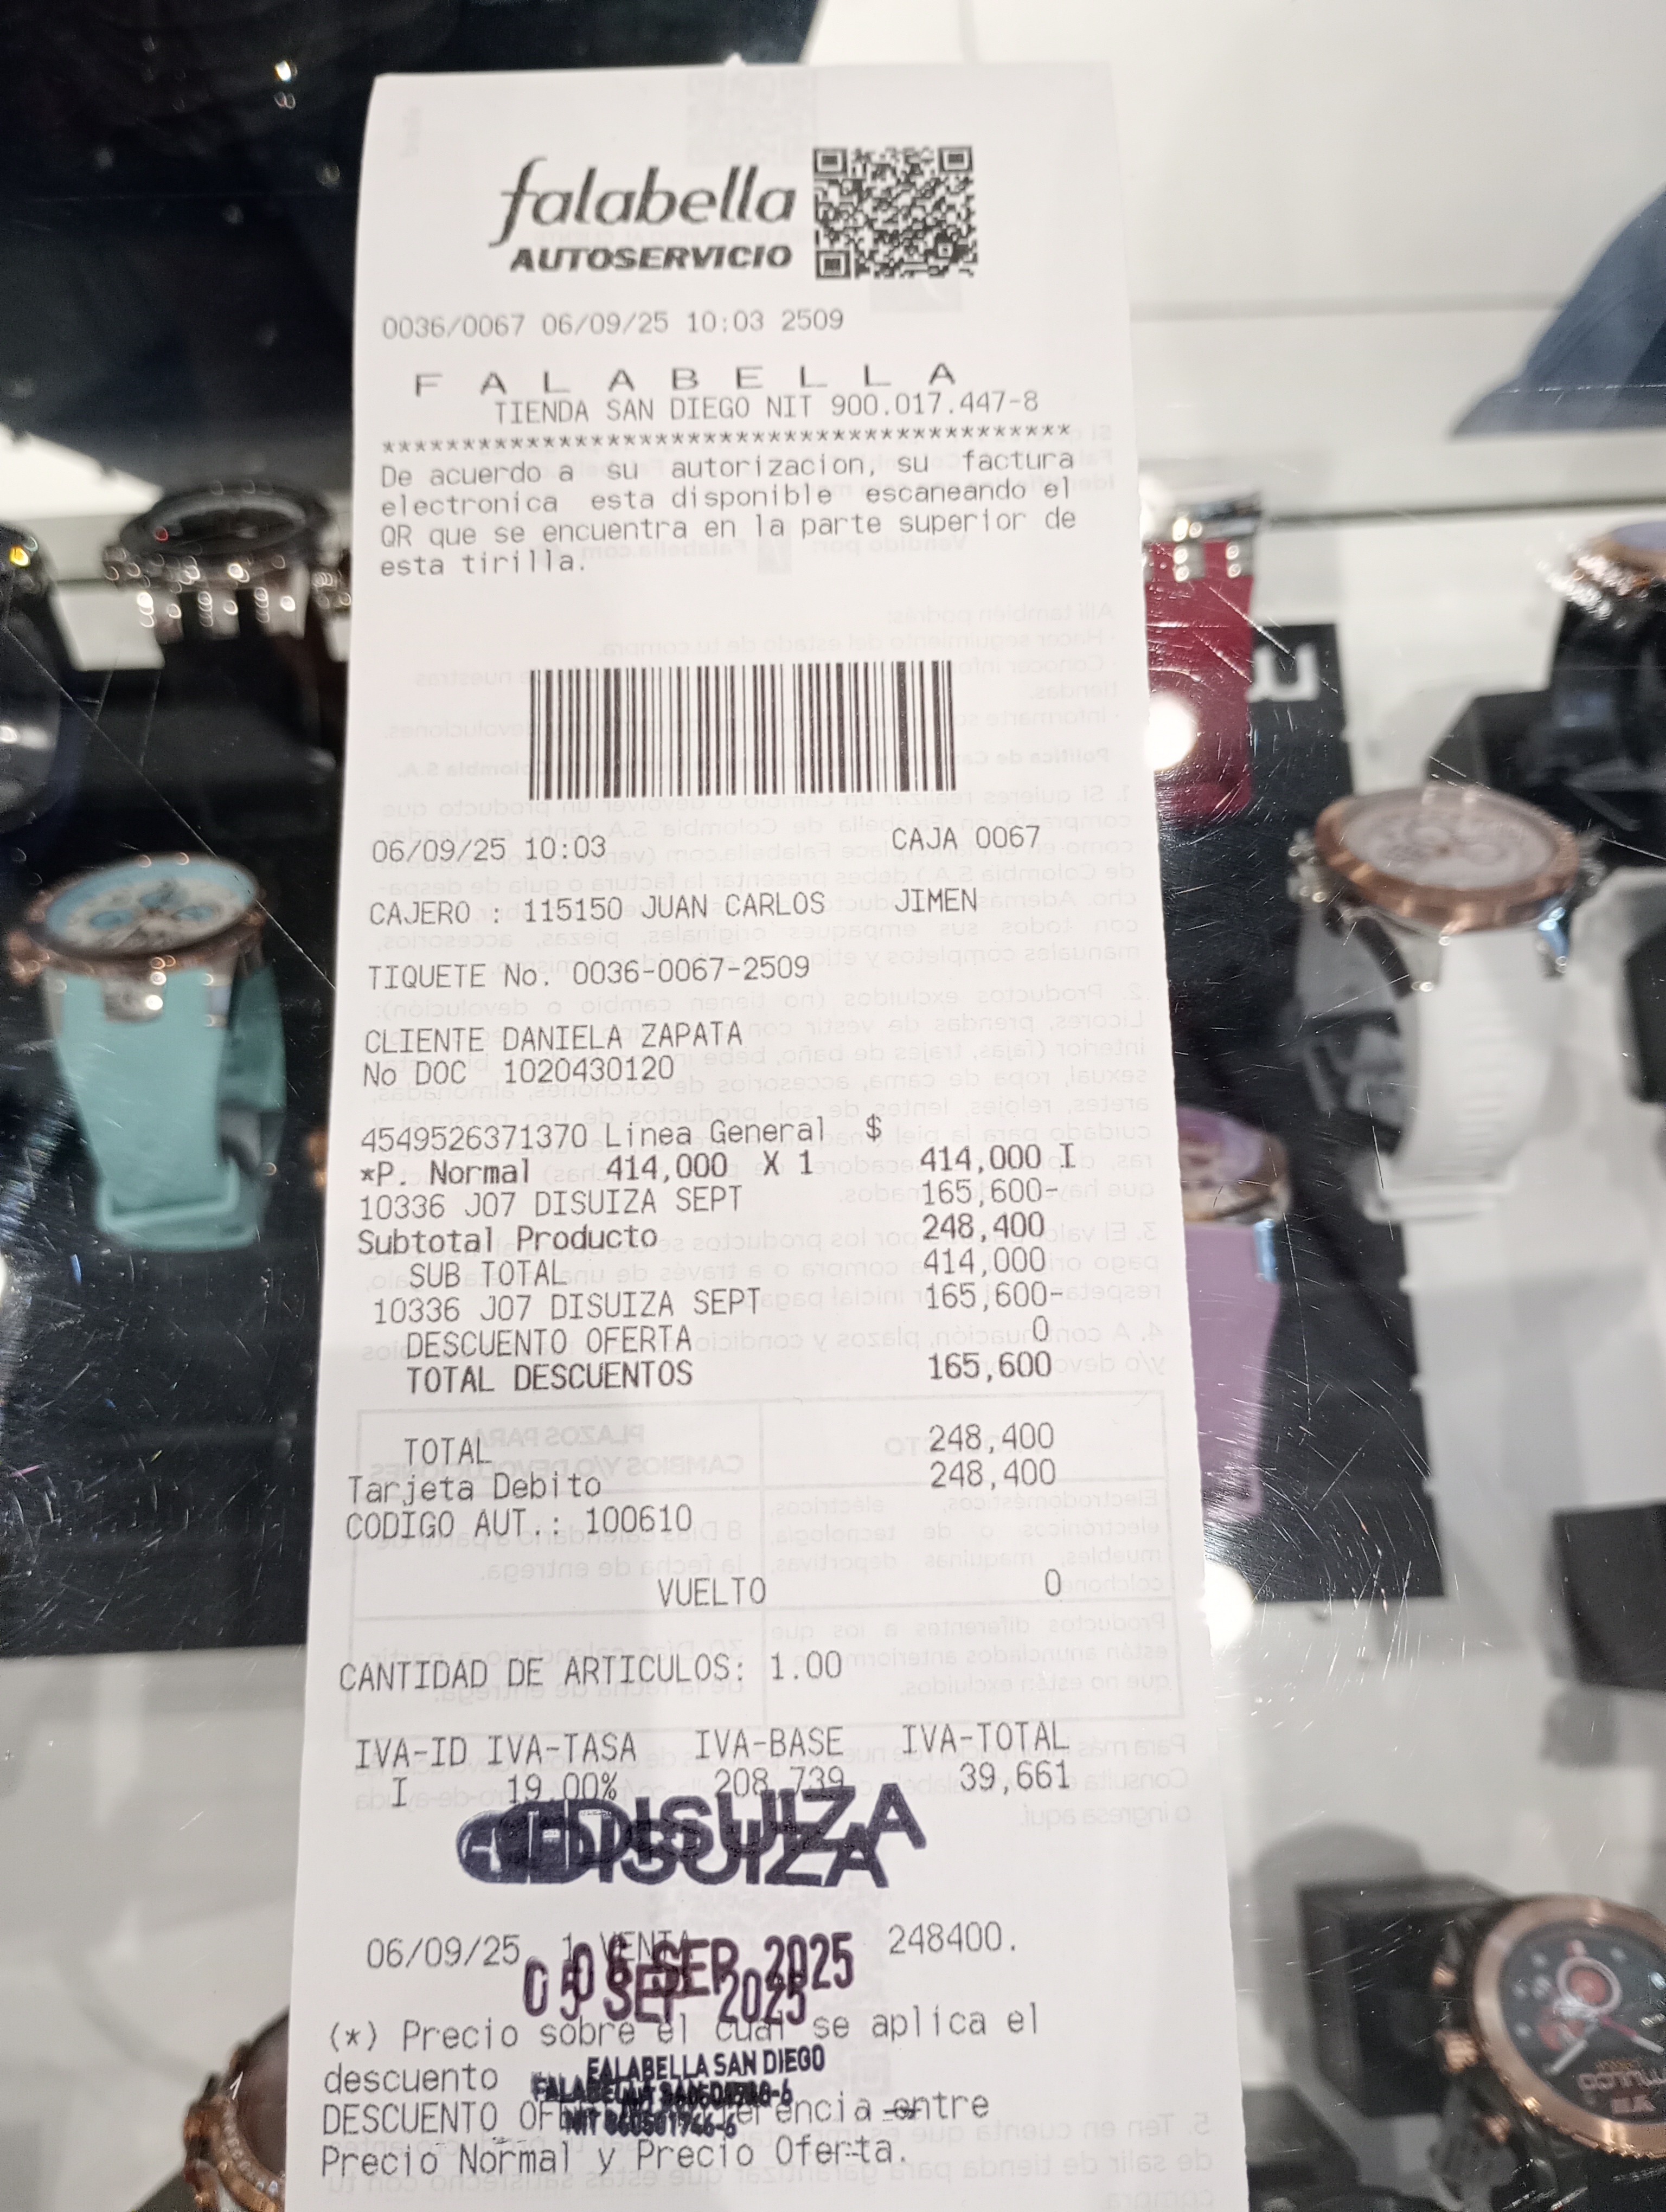 falabella
AUTOSERVICIO
0036/0067 06/09/25 10:03 2509
F A L A B E L L A
TIENDA SAN DIEGO NIT 900.017.447-8
*******************************************
De acuerdo a su autorizacion, su factura
electronica esta disponible escaneando el
QR que se encuentra en la parte superior de
esta tirilla.
06/09/25 10:03 CAJA 0067
CAJERO : 115150 JUAN CARLOS JIMEN
TIQUETE No. 0036-0067-2509
CLIENTE DANIELA ZAPATA
No DOC 1020430120
4549526371370 Linea General $
*P. Normal 414,000 X 1 414,000 I
10336 J07 DISUIZA SEPT 165,600-
Subtotal Producto 248,400
SUB TOTAL 414,000
10336 J07 DISUIZA SEPT 165,600-
DESCUENTO OFERTA 0
TOTAL DESCUENTOS 165,600
TOTAL 248,400
Tarjeta Debito 248,400
CODIGO AUT.: 100610
VUELTO 0
CANTIDAD DE ARTICULOS: 1.00
IVA-ID IVA-TASA IVA-BASE IVA-TOTAL
I 19.00% 208,739 39,661
DISUIZA
DISUIZA
06/09/25 1 VENTA 248400.
06 SEP 2025
05 SEP 2025
(*) Precio sobre el cual se aplica el
descuento
FALABELLA SAN DIEGO
NIT 860501746-6
DESCUENTO entre
Precio Normal y Precio Oferta.